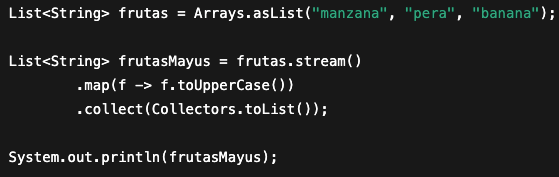 List<String> frutas = Arrays.asList("manzana", "pera", "banana");
List<String> frutasMayus = frutas.stream()
.map(f -> f.toUpperCase())
.collect(Collectors.toList());
System.out.println(frutasMayus);